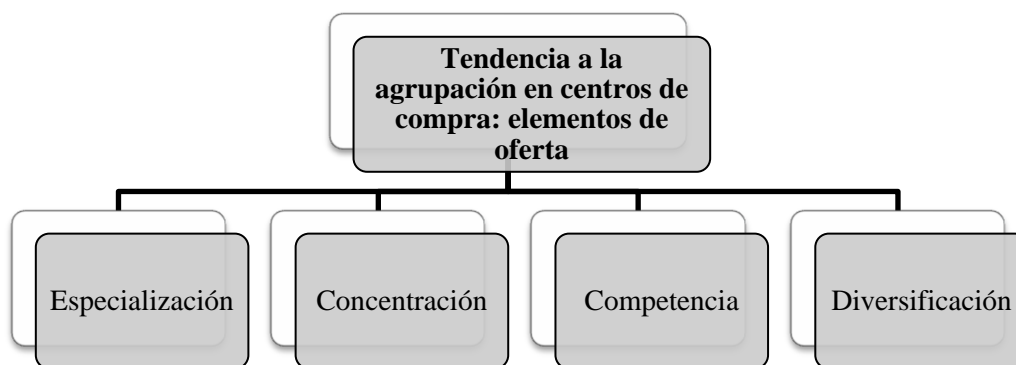 Tendencia a la
agrupación en centros de
compra: elementos de
oferta
Especialización
Concentración
Competencia
Diversificación